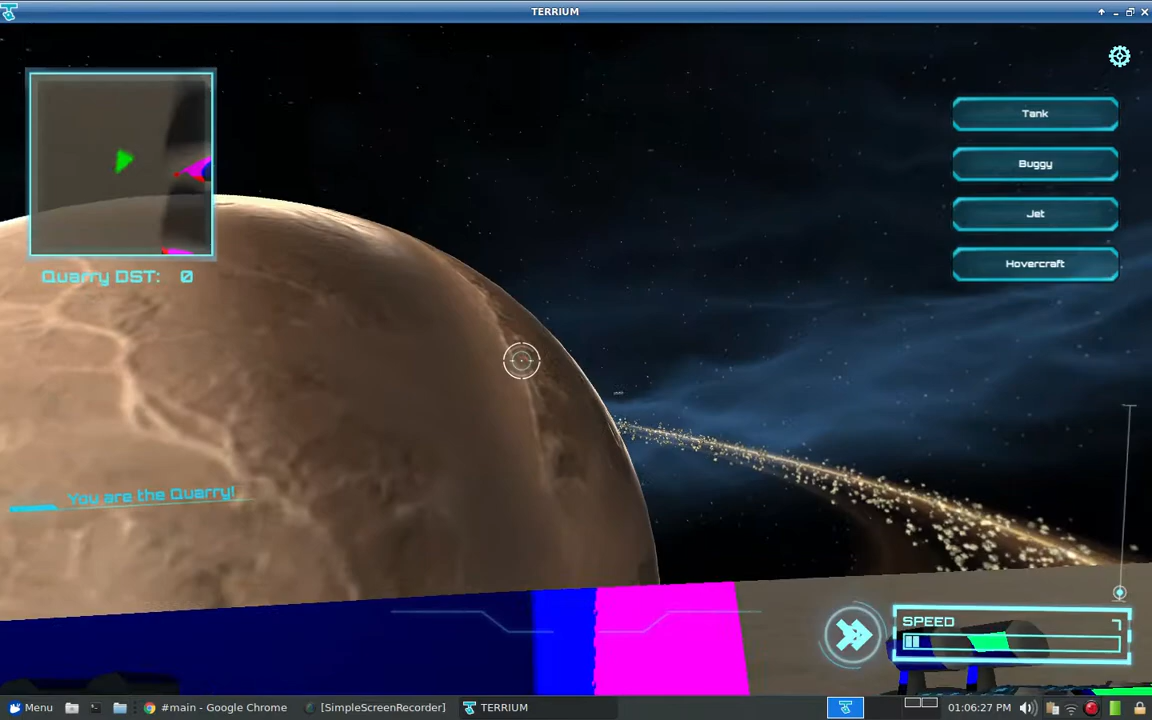 TERRIUM
Tank
Buggy
Jet
Hovercraft
Quarry DST: 0
You are the Quarry!
SPEED
Menu
#main - Google Chrome
[SimpleScreenRecorder]
TERRIUM
01:06:27 PM